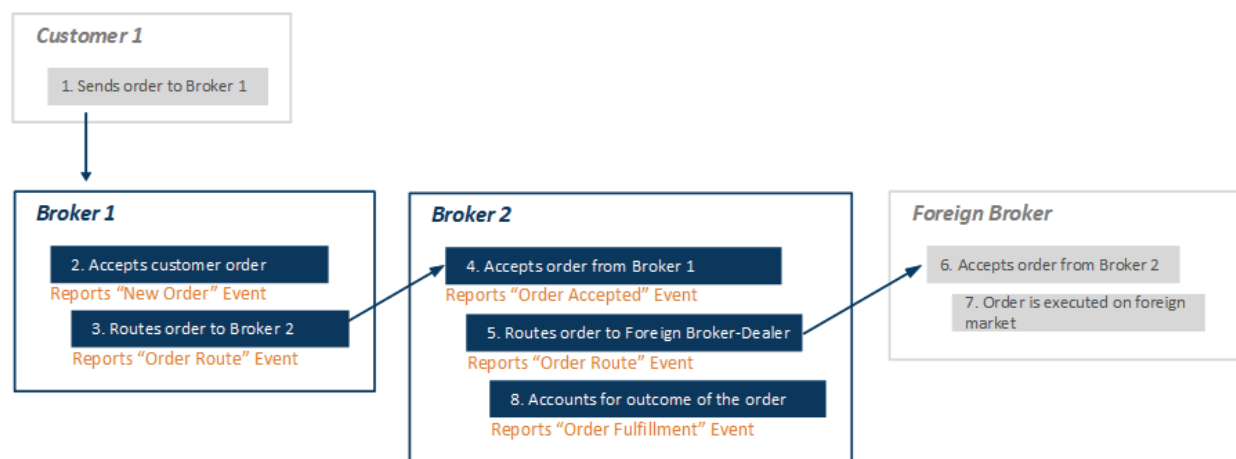 Customer 1
1. Sends order to Broker 1
Broker 1
2. Accepts customer order
Reports “New Order” Event
3. Routes order to Broker 2
Reports “Order Route” Event
Broker 2
4. Accepts order from Broker 1
Reports “Order Accepted” Event
5. Routes order to Foreign Broker-Dealer
Reports “Order Route” Event
8. Accounts for outcome of the order
Reports “Order Fulfillment” Event
Foreign Broker
6. Accepts order from Broker 2
7. Order is executed on foreign
market